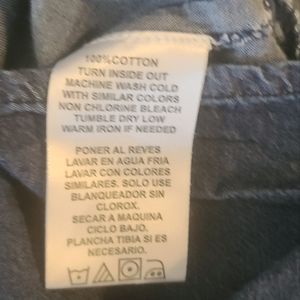 100%COTTON
TURN INSIDE OUT
MACHINE WASH COLD
WITH SIMILAR COLORS
NON CHLORINE BLEACH
TUMBLE DRY LOW
WARM IRON IF NEEDED
PONER AL REVES
LAVAR EN AGUA FRIA
LAVAR CON COLORES
SIMILARES. SOLO USE
BLANQUEADOR SIN
CLOROX.
SECAR A MAQUINA
CICLO BAJO.
PLANCHA TIBIA SI ES
NECESARIO.